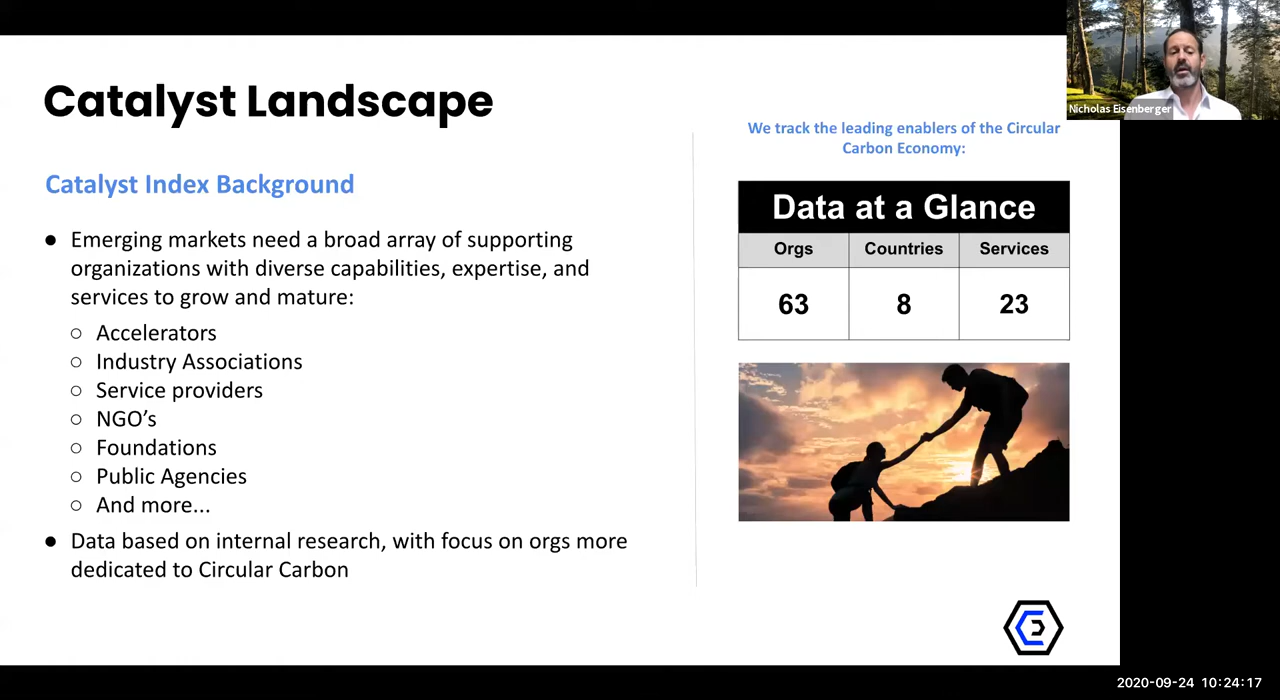 Catalyst Landscape
Catalyst Index Background
● Emerging markets need a broad array of supporting
organizations with diverse capabilities, expertise, and
services to grow and mature:
○ Accelerators
○ Industry Associations
○ Service providers
○ NGO’s
○ Foundations
○ Public Agencies
○ And more...
● Data based on internal research, with focus on orgs more
dedicated to Circular Carbon
We track the leading enablers of the Circular
Carbon Economy:
Data at a Glance
Orgs Countries Services
63 8 23
Nicholas Eisenberger
2020-09-24 10:24:17